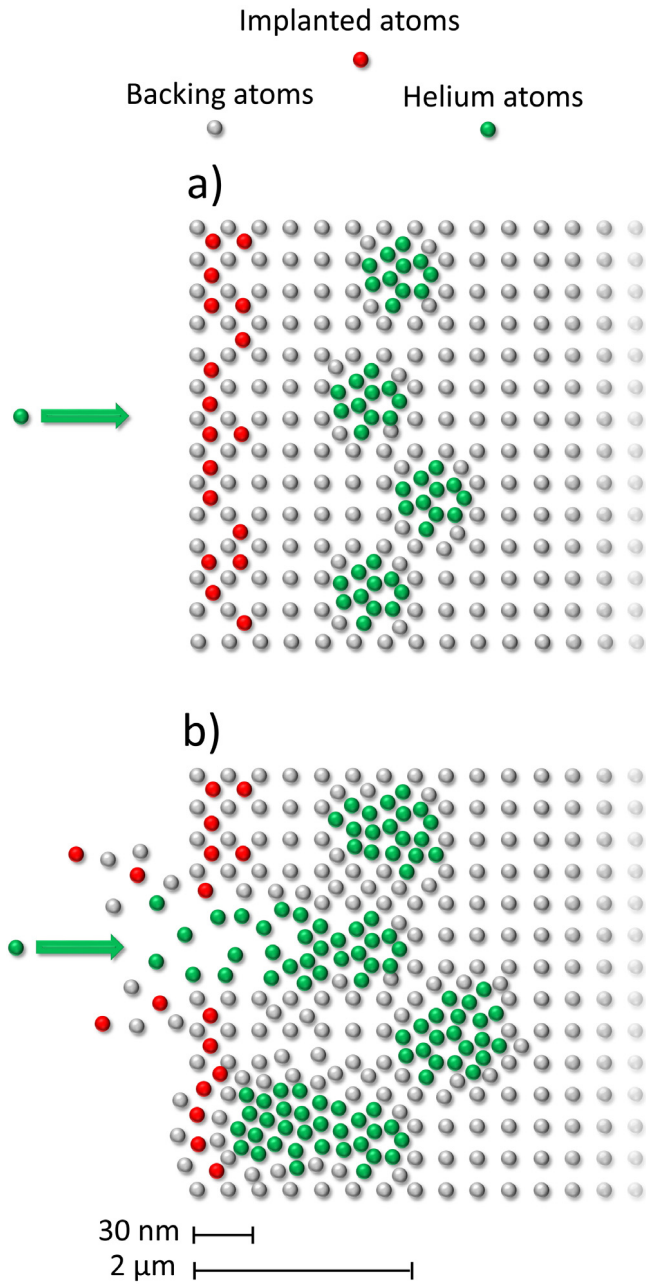 Implanted atoms
Backing atoms
Helium atoms
a)
b)
30 nm
2 μm